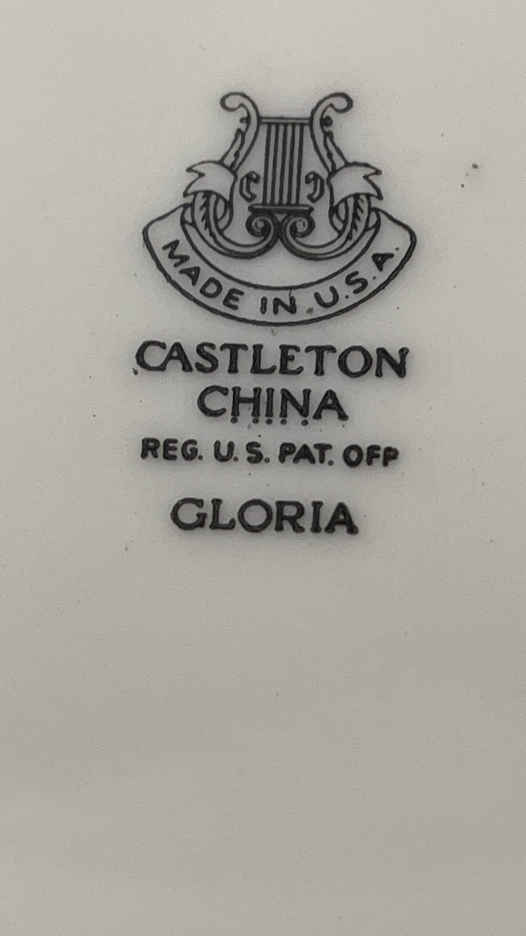 MADE IN U.S.A.
CASTLETON
CHINA
REG. U.S. PAT. OFF
GLORIA